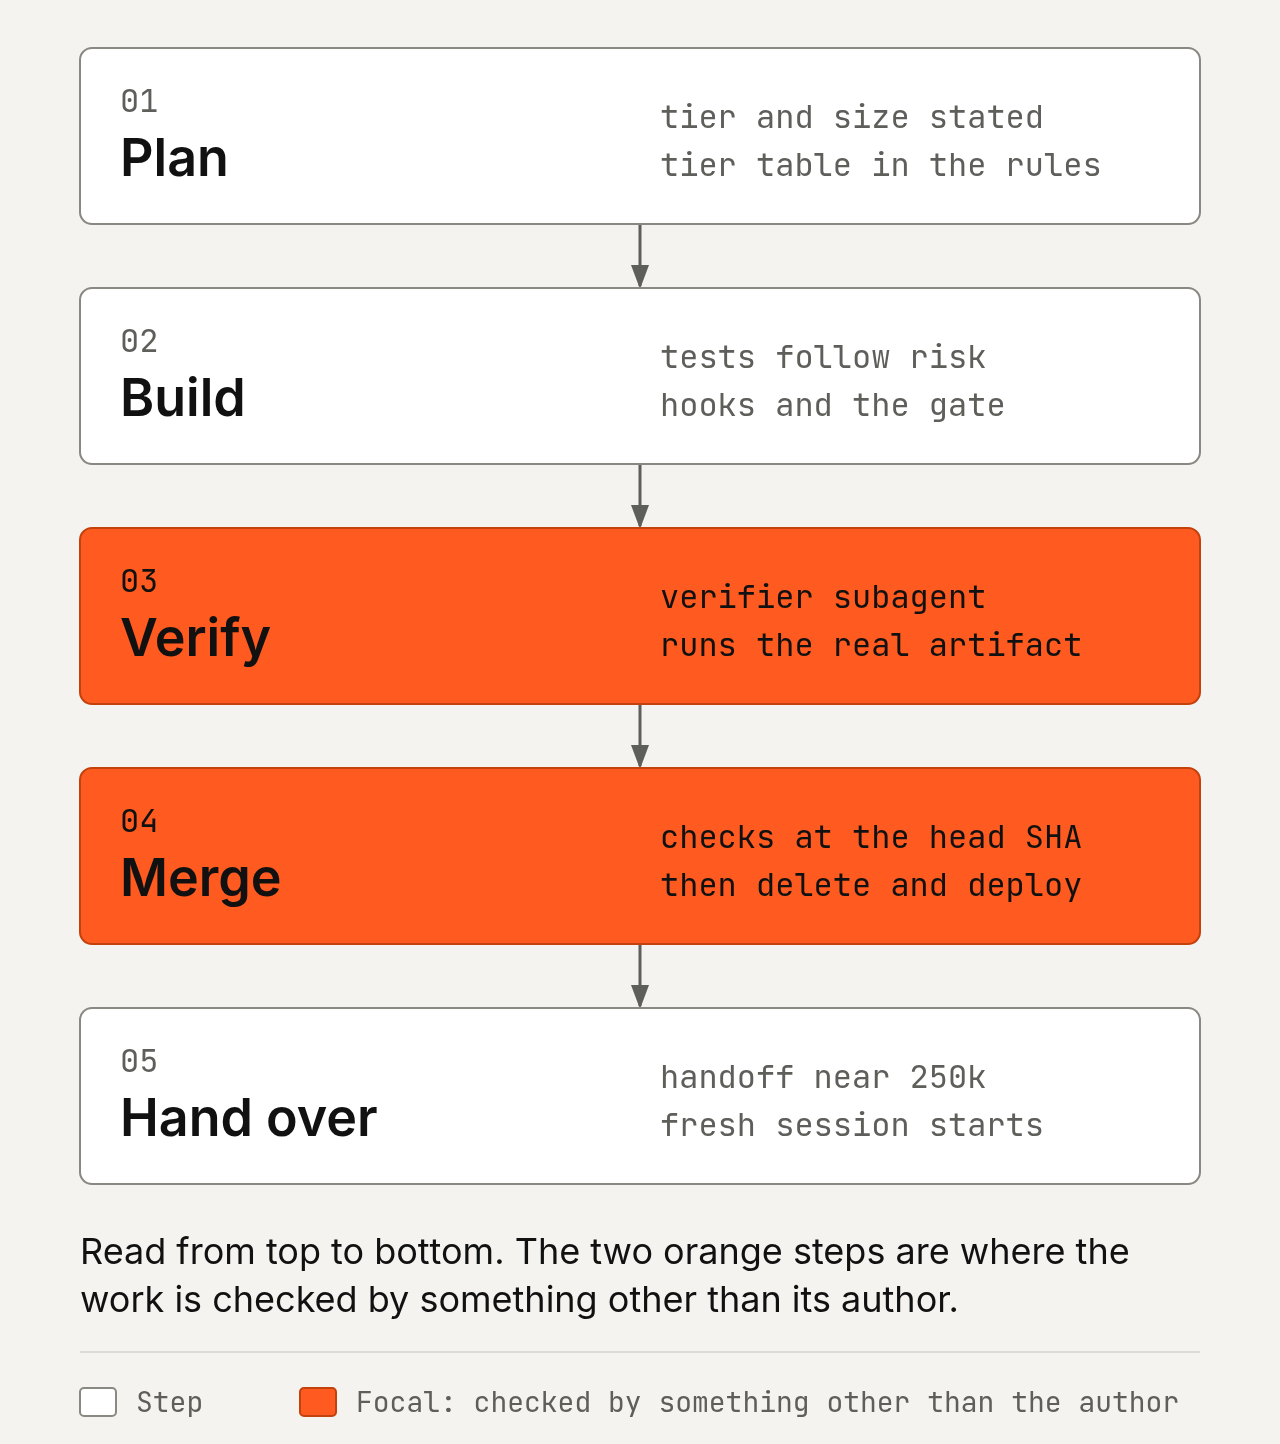 01
Plan
tier and size stated
tier table in the rules
02
Build
tests follow risk
hooks and the gate
03
Verify
verifier subagent
runs the real artifact
04
Merge
checks at the head SHA
then delete and deploy
05
Hand over
handoff near 250k
fresh session starts
Read from top to bottom. The two orange steps are where the
work is checked by something other than its author.
Step
Focal: checked by something other than the author